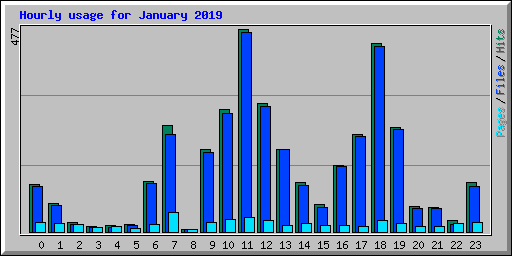 Hourly usage for January 2019
477
Pages/Files/Hits
0 1 2 3 4 5 6 7 8 9 10 11 12 13 14 15 16 17 18 19 20 21 22 23